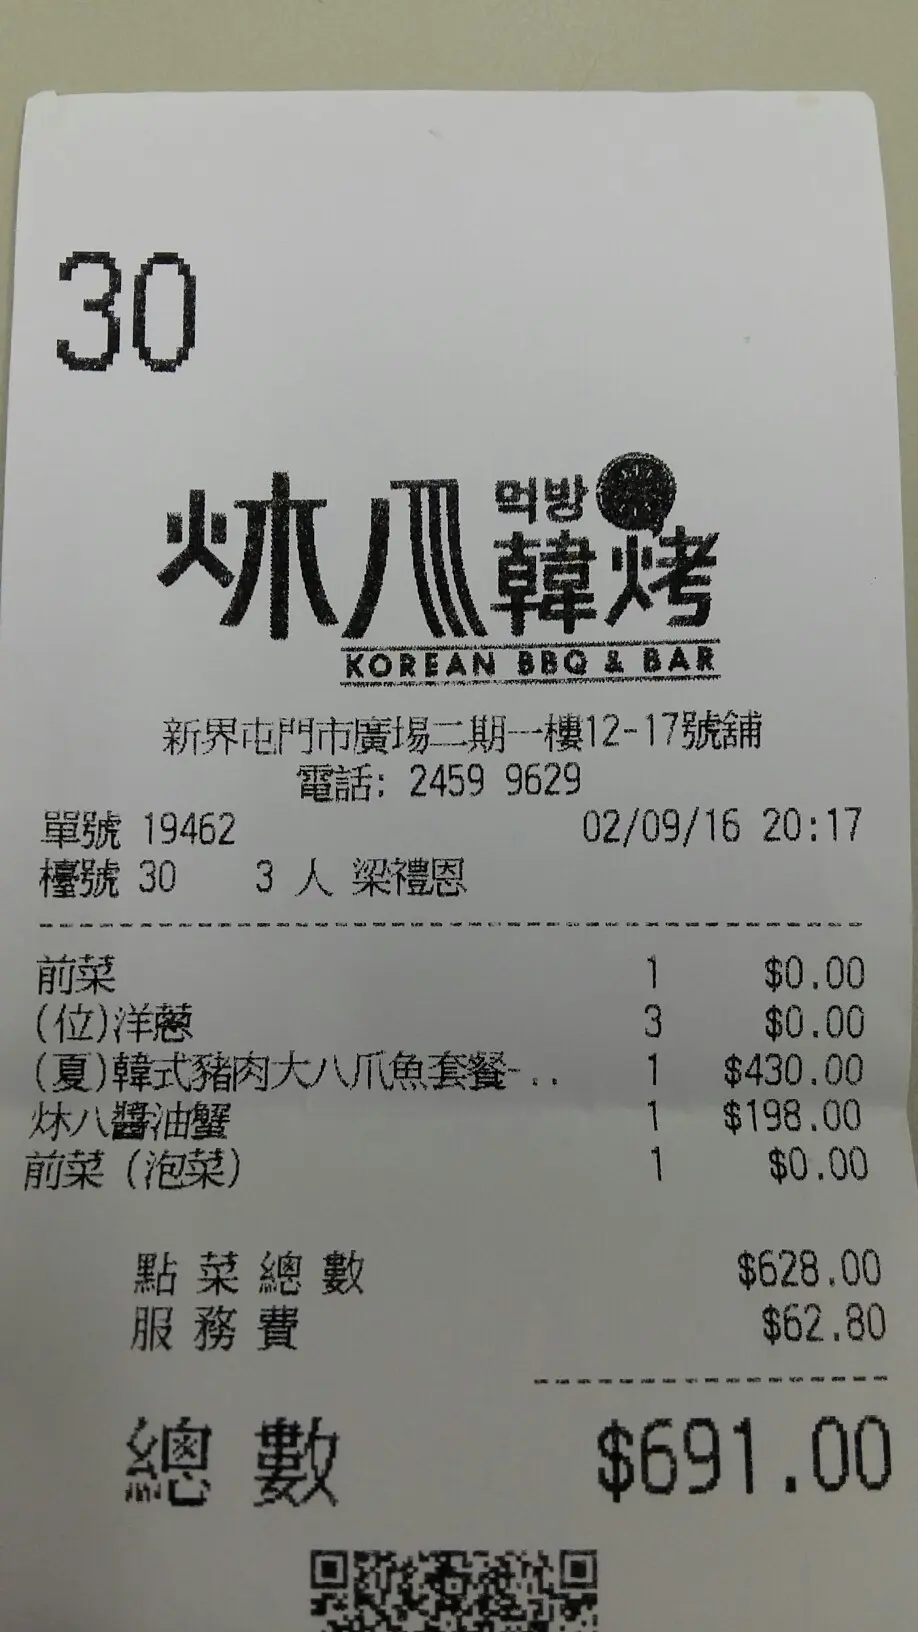 30
炑八 먹방
韓烤
KOREAN BBQ & BAR
新界屯門市廣場二期一樓12-17號舖
電話: 2459 9629
單號 19462 02/09/16 20:17
檯號 30 3 人 梁禮恩
前菜 1 $0.00
(位)洋蔥 3 $0.00
(夏)韓式豬肉大八爪魚套餐-.. 1 $430.00
炑八醬油蟹 1 $198.00
前菜 (泡菜) 1 $0.00
點菜總數 $628.00
服務費 $62.80
總數 $691.00